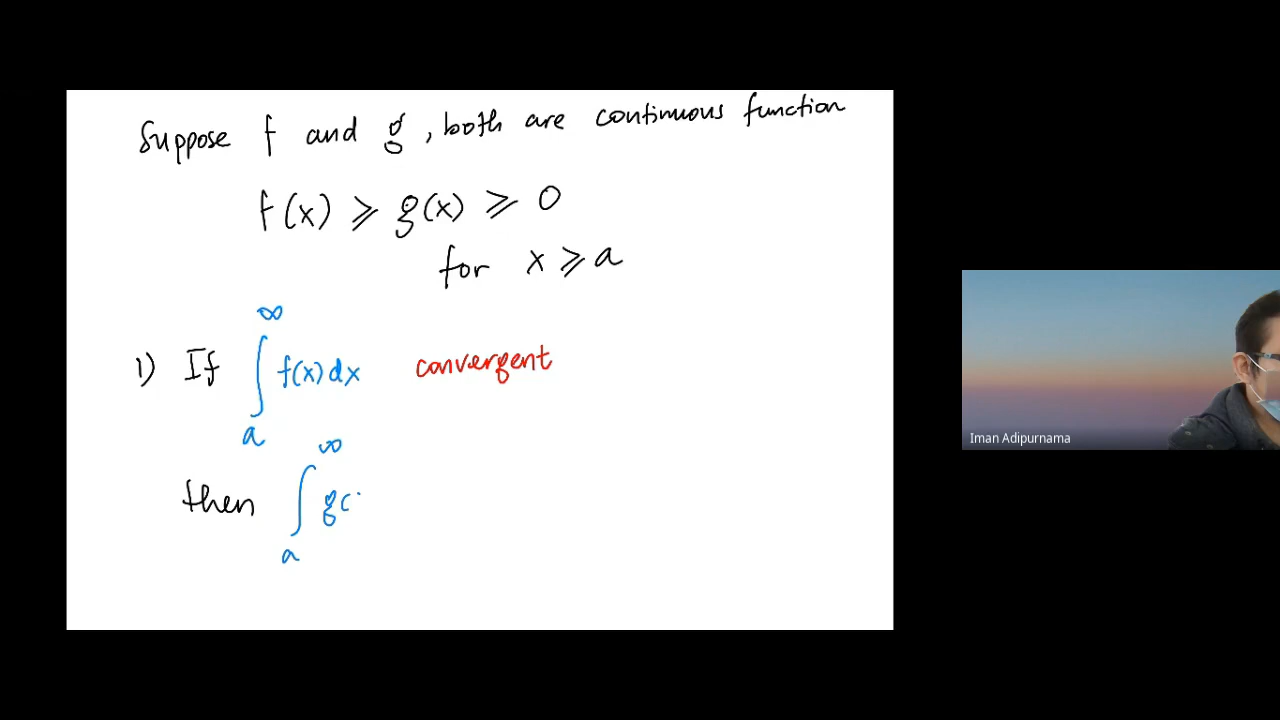 Suppose f and g, both are continuous function
f(x) ⩾ g(x) ⩾ 0
for x ⩾ a
1) If ∫ₐ^∞ f(x) dx convergent
then ∫ₐ^∞ g(
Iman Adipurnama